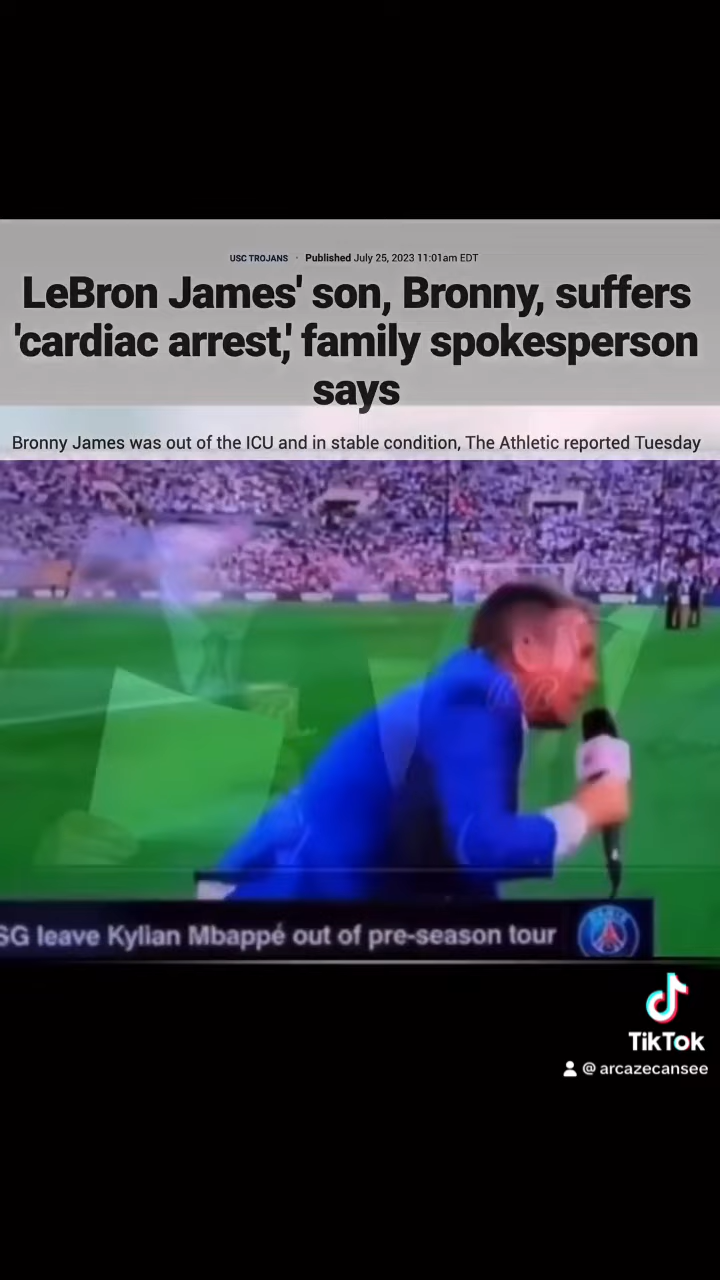 USC TROJANS · Published July 25, 2023 11:01am EDT
LeBron James' son, Bronny, suffers
'cardiac arrest,' family spokesperson
says
Bronny James was out of the ICU and in stable condition, The Athletic reported Tuesday
SG leave Kylian Mbappé out of pre-season tour
PARIS
TikTok
@ arcazecansee